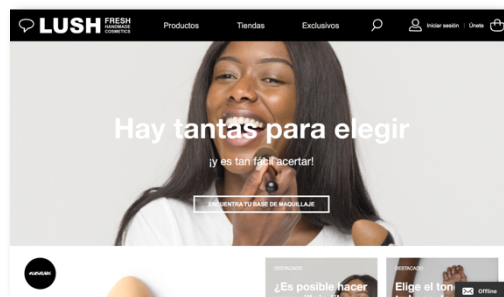 LUSH FRESH HANDMADE COSMETICS
Productos
Tiendas
Exclusivos
Iniciar sesión | Únete
Hay tantas para elegir
¡y es tan fácil acertar!
ENCUENTRA TU BASE DE MAQUILLAJE
DESTACADO
¿Es posible hacer
DESTACADO
Elige el tono
Offline